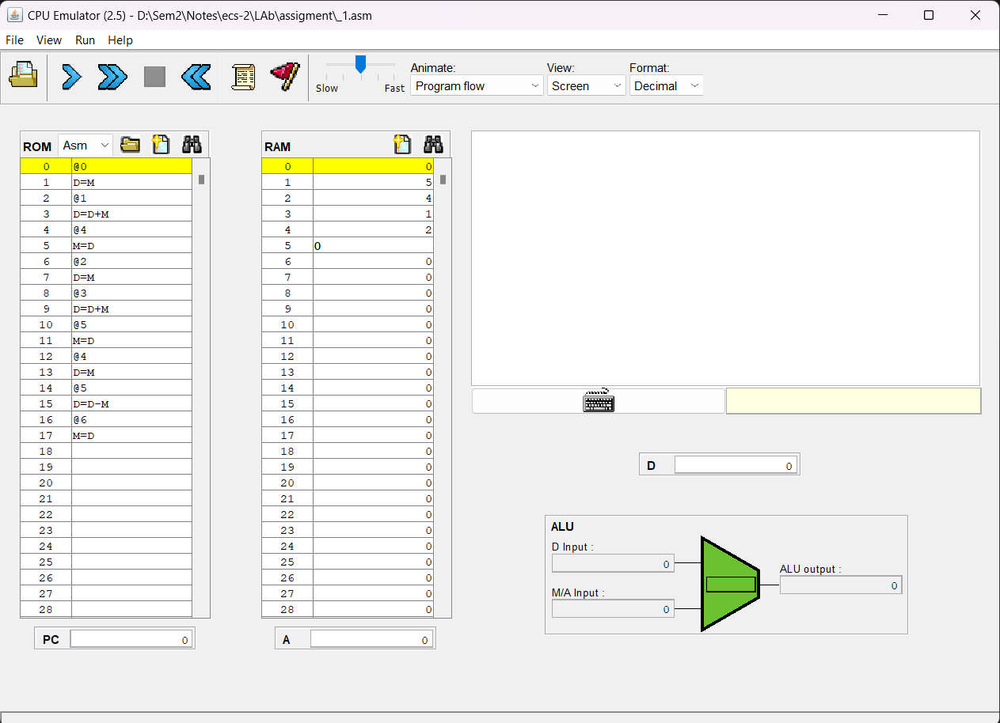 CPU Emulator (2.5) - D:\Sem2\Notes\ecs-2\LAb\assigment\_1.asm
File View Run Help
Animate: View: Format:
Slow Fast Program flow Screen Decimal
ROM Asm
0 @0
1 D=M
2 @1
3 D=D+M
4 @4
5 M=D
6 @2
7 D=M
8 @3
9 D=D+M
10 @5
11 M=D
12 @4
13 D=M
14 @5
15 D=D-M
16 @6
17 M=D
18
19
20
21
22
23
24
25
26
27
28
PC 0
RAM
0 0
1 5
2 4
3 1
4 2
5 0
6 0
7 0
8 0
9 0
10 0
11 0
12 0
13 0
14 0
15 0
16 0
17 0
18 0
19 0
20 0
21 0
22 0
23 0
24 0
25 0
26 0
27 0
28 0
A 0
D 0
ALU
D Input :
0
M/A Input :
0
ALU output :
0